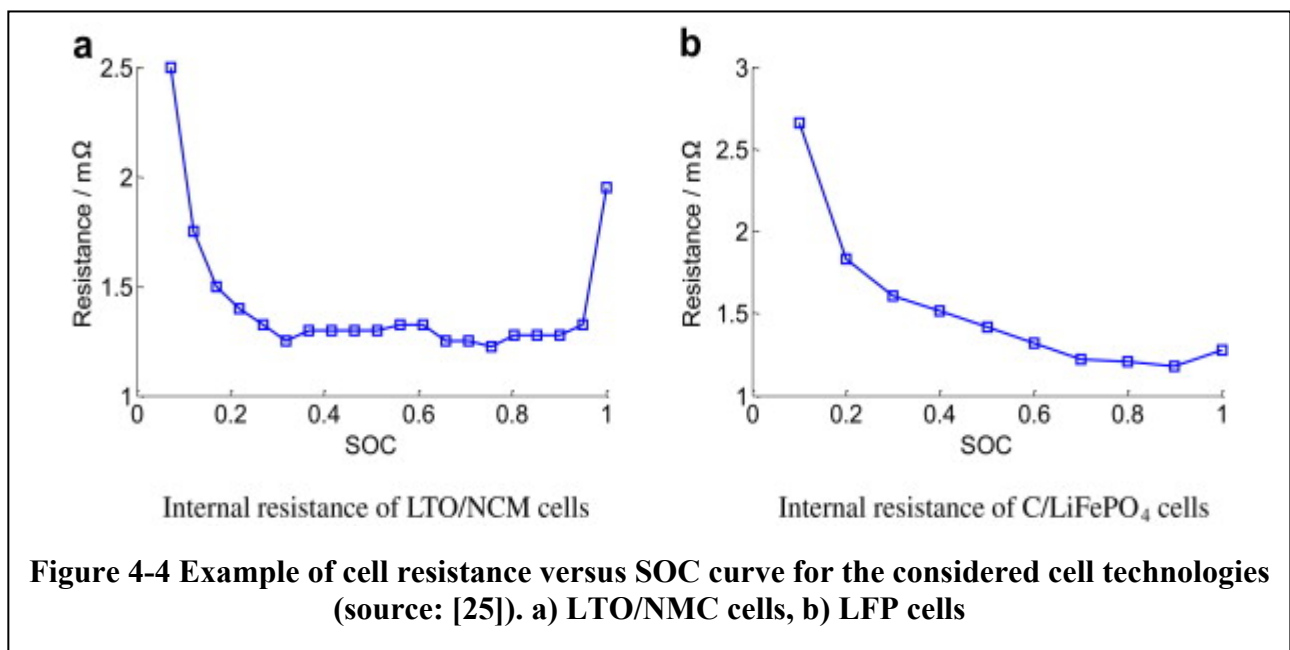 a
2.5
2
1.5
1
Resistance / mΩ
0 0.2 0.4 0.6 0.8 1
SOC
Internal resistance of LTO/NCM cells
b
3
2.5
2
1.5
1
Resistance / mΩ
0 0.2 0.4 0.6 0.8 1
SOC
Internal resistance of C/LiFePO₄ cells
Figure 4-4 Example of cell resistance versus SOC curve for the considered cell technologies
(source: [25]). a) LTO/NMC cells, b) LFP cells